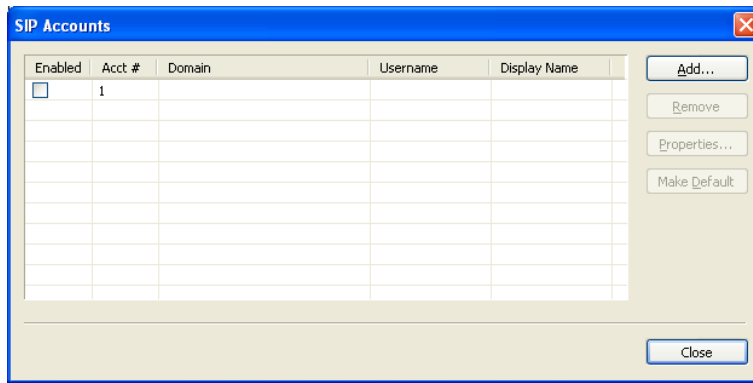 SIP Accounts
Enabled Acct # Domain Username Display Name
1
Add...
Remove
Properties...
Make Default
Close